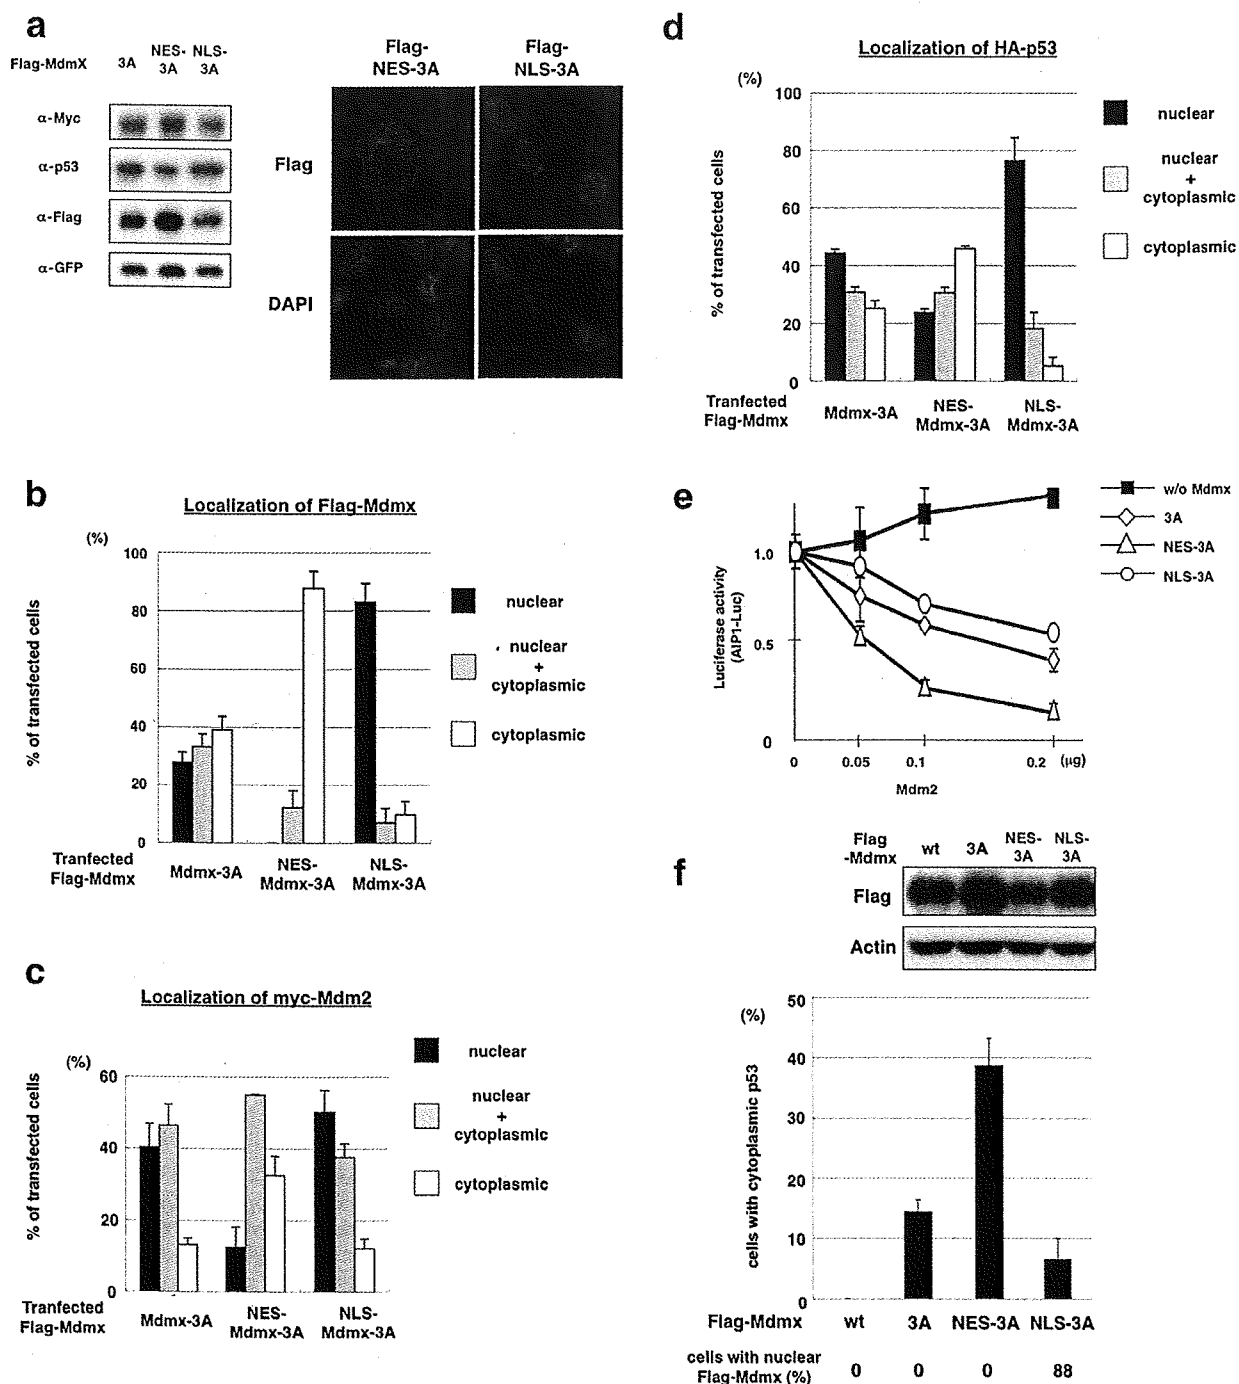 a
Flag-MdmX 3A NES-3A NLS-3A
α-Myc
α-p53
α-Flag
α-GFP
Flag-NES-3A
Flag-NLS-3A
Flag
DAPI
b
Localization of Flag-Mdmx
(%)
% of transfected cells
100
80
60
40
20
0
nuclear
nuclear + cytoplasmic
cytoplasmic
Tranfected Flag-Mdmx
Mdmx-3A
NES-Mdmx-3A
NLS-Mdmx-3A
c
Localization of myc-Mdm2
(%)
% of transfected cells
60
40
20
0
nuclear
nuclear + cytoplasmic
cytoplasmic
Tranfected Flag-Mdmx
Mdmx-3A
NES-Mdmx-3A
NLS-Mdmx-3A
d
Localization of HA-p53
(%)
% of transfected cells
100
80
60
40
20
0
nuclear
nuclear + cytoplasmic
cytoplasmic
Tranfected Flag-Mdmx
Mdmx-3A
NES-Mdmx-3A
NLS-Mdmx-3A
e
w/o Mdmx
3A
NES-3A
NLS-3A
Luciferase activity (AIP1-Luc)
1.0
0.5
0
0 0.05 0.1 0.2 (μg)
Mdm2
f
Flag-Mdmx wt 3A NES-3A NLS-3A
Flag
Actin
(%)
cells with cytoplasmic p53
50
40
30
20
10
0
Flag-Mdmx wt 3A NES-3A NLS-3A
cells with nuclear Flag-Mdmx (%) 0 0 0 88